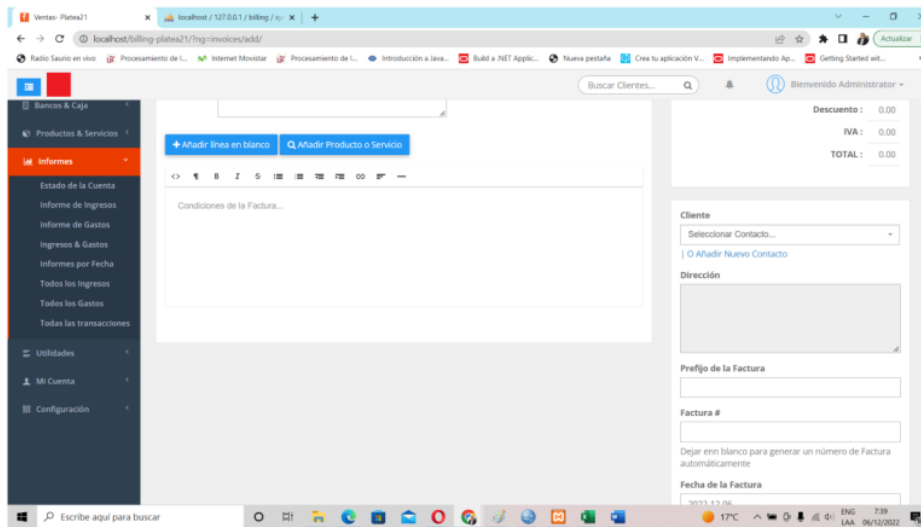 Ventas- Platea21
localhost / 127.0.0.1 / billing / sy
localhost/billing-platea21/?ng=invoices/add/
Actualizar
Radio Saurio en vivo
Procesamiento de I...
Internet Movistar
Procesamiento de I...
Introducción a Java...
Build a .NET Applic...
Nueva pestaña
Crea tu aplicación V...
Implementando Ap...
Getting Started wit...
Buscar Clientes...
Bienvenido Administrator
Bancos & Caja
Productos & Servicios
Informes
Estado de la Cuenta
Informe de Ingresos
Informe de Gastos
Ingresos & Gastos
Informes por Fecha
Todos los Ingresos
Todos los Gastos
Todas las transacciones
Utilidades
Mi Cuenta
Configuración
+ Añadir línea en blanco
Añadir Producto o Servicio
Condiciones de la Factura...
Descuento : 0.00
IVA : 0.00
TOTAL : 0.00
Cliente
Seleccionar Contacto...
| O Añadir Nuevo Contacto
Dirección
Prefijo de la Factura
Factura #
Dejar enn blanco para generar un número de Factura
automáticamente
Fecha de la Factura
2022-12-06
Escribe aquí para buscar
17°C
ENG
LAA
7:39
06/12/2022